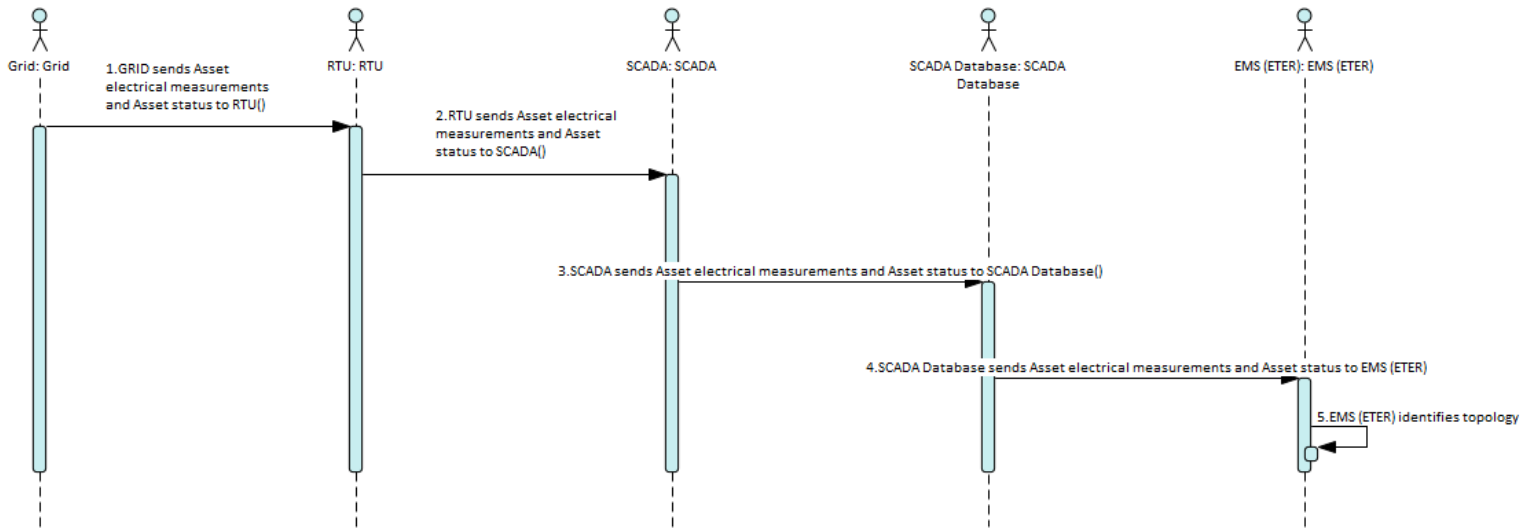 Grid: Grid
RTU: RTU
SCADA: SCADA
SCADA Database: SCADA
Database
EMS (ETER): EMS (ETER)
1.GRID sends Asset
electrical measurements
and Asset status to RTU()
2.RTU sends Asset electrical
measurements and Asset
status to SCADA()
3.SCADA sends Asset electrical measurements and Asset status to SCADA Database()
4.SCADA Database sends Asset electrical measurements and Asset status to EMS (ETER)
5.EMS (ETER) identifies topology